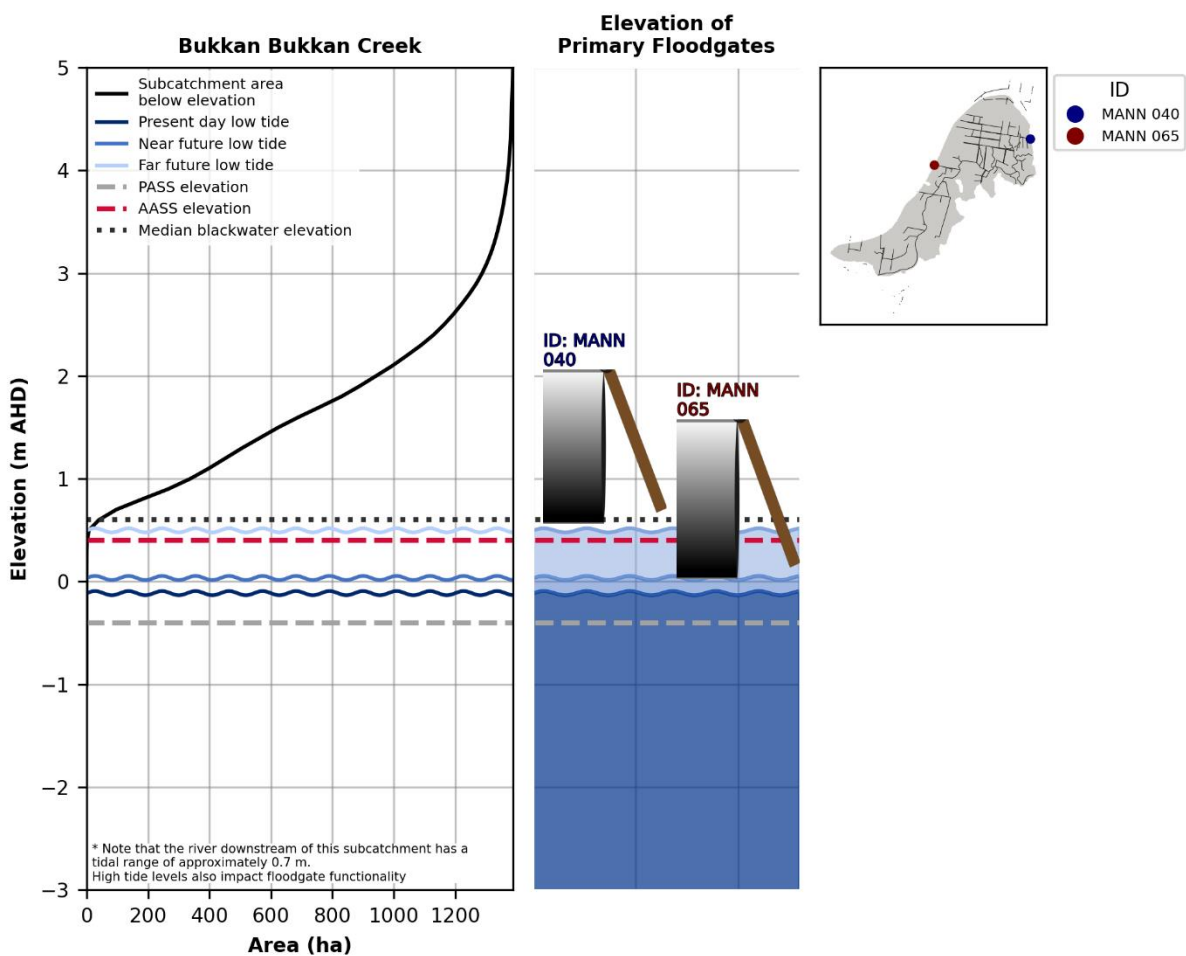 Bukkan Bukkan Creek
Elevation of
Primary Floodgates
Subcatchment area
below elevation
Present day low tide
Near future low tide
Far future low tide
PASS elevation
AASS elevation
Median blackwater elevation
5
4
3
2
1
0
−1
−2
−3
Elevation (m AHD)
* Note that the river downstream of this subcatchment has a
tidal range of approximately 0.7 m.
High tide levels also impact floodgate functionality
0 200 400 600 800 1000 1200
Area (ha)
ID: MANN
040
ID: MANN
065
ID
MANN 040
MANN 065